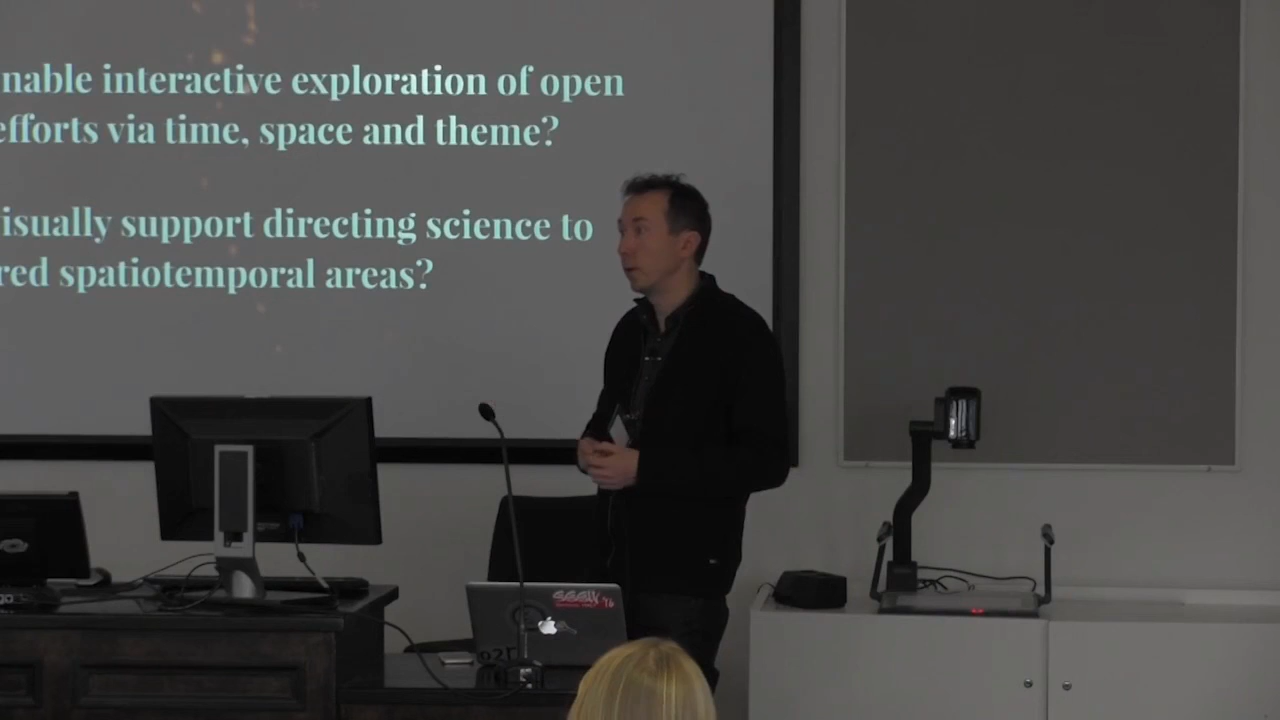 nable interactive exploration of open
efforts via time, space and theme?
isually support directing science to
red spatiotemporal areas?